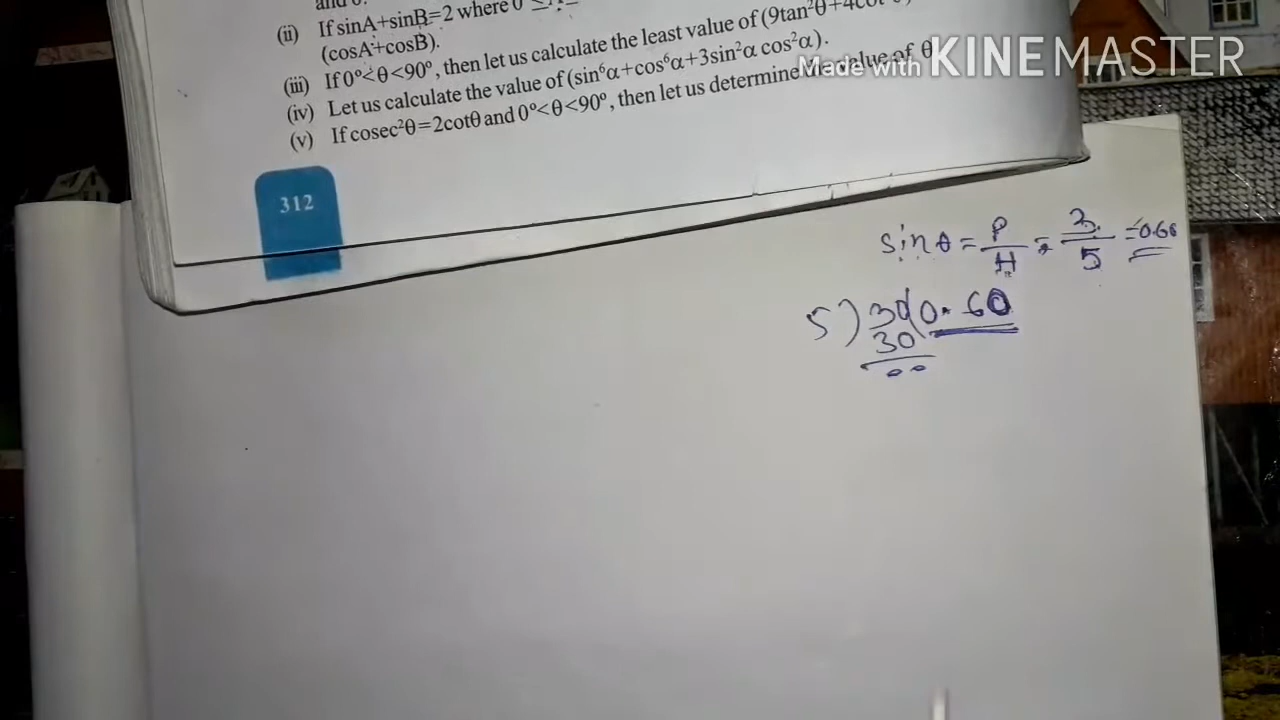 and 0.
(ii) If sinA+sinB=2 where 0
(cosA+cosB).
(iii) If 0°<θ<90°, then let us calculate the least value of (9tan²θ+4cot²θ)
(iv) Let us calculate the value of (sin⁶α+cos⁶α+3sin²α cos²α).
(v) If cosec²θ=2cotθ and 0°<θ<90°, then let us determine value of θ
312
Made with KINEMASTER
sinθ = P/H = 3/5 = 0.60
5)30(0.60
30
00